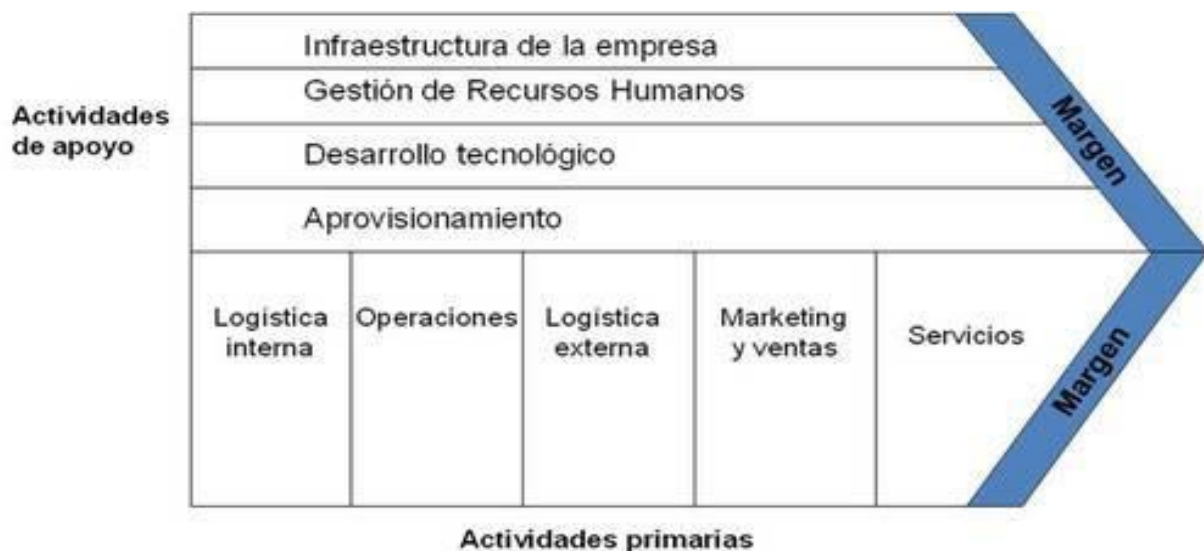 Infraestructura de la empresa
Gestión de Recursos Humanos
Actividades
de apoyo
Desarrollo tecnológico
Aprovisionamiento
Margen
Logística
interna
Operaciones
Logística
externa
Marketing
y ventas
Servicios
Margen
Actividades primarias